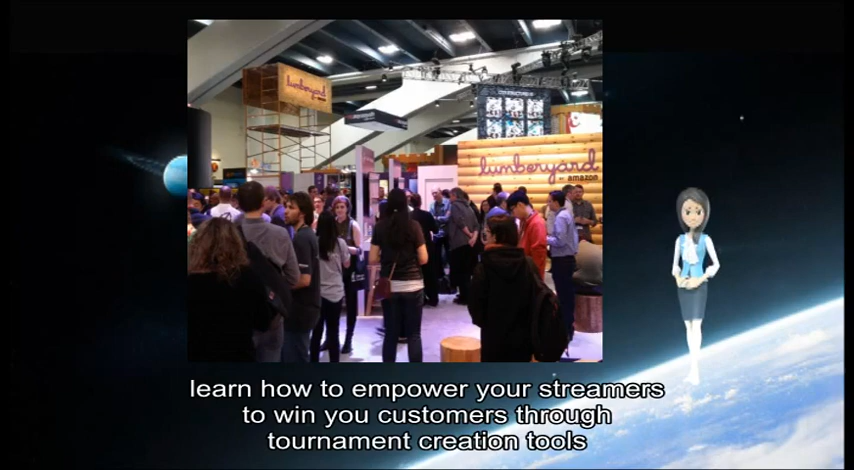 lumberyard
lumberyard
amazon
learn how to empower your streamers
to win you customers through
tournament creation tools